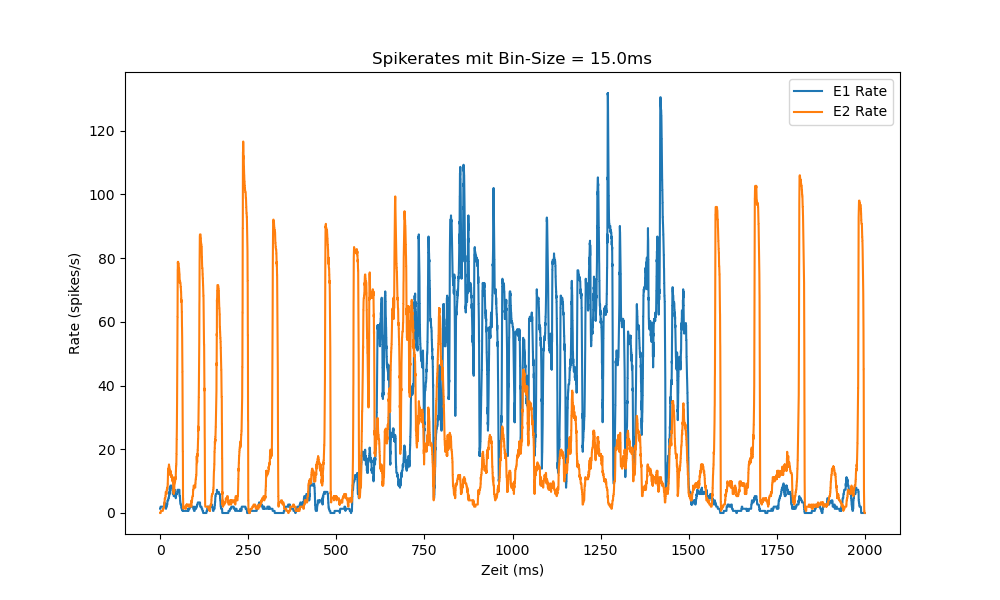 Spikerates mit Bin-Size = 15.0ms
E1 Rate
E2 Rate
Rate (spikes/s)
120
100
80
60
40
20
0
0 250 500 750 1000 1250 1500 1750 2000
Zeit (ms)